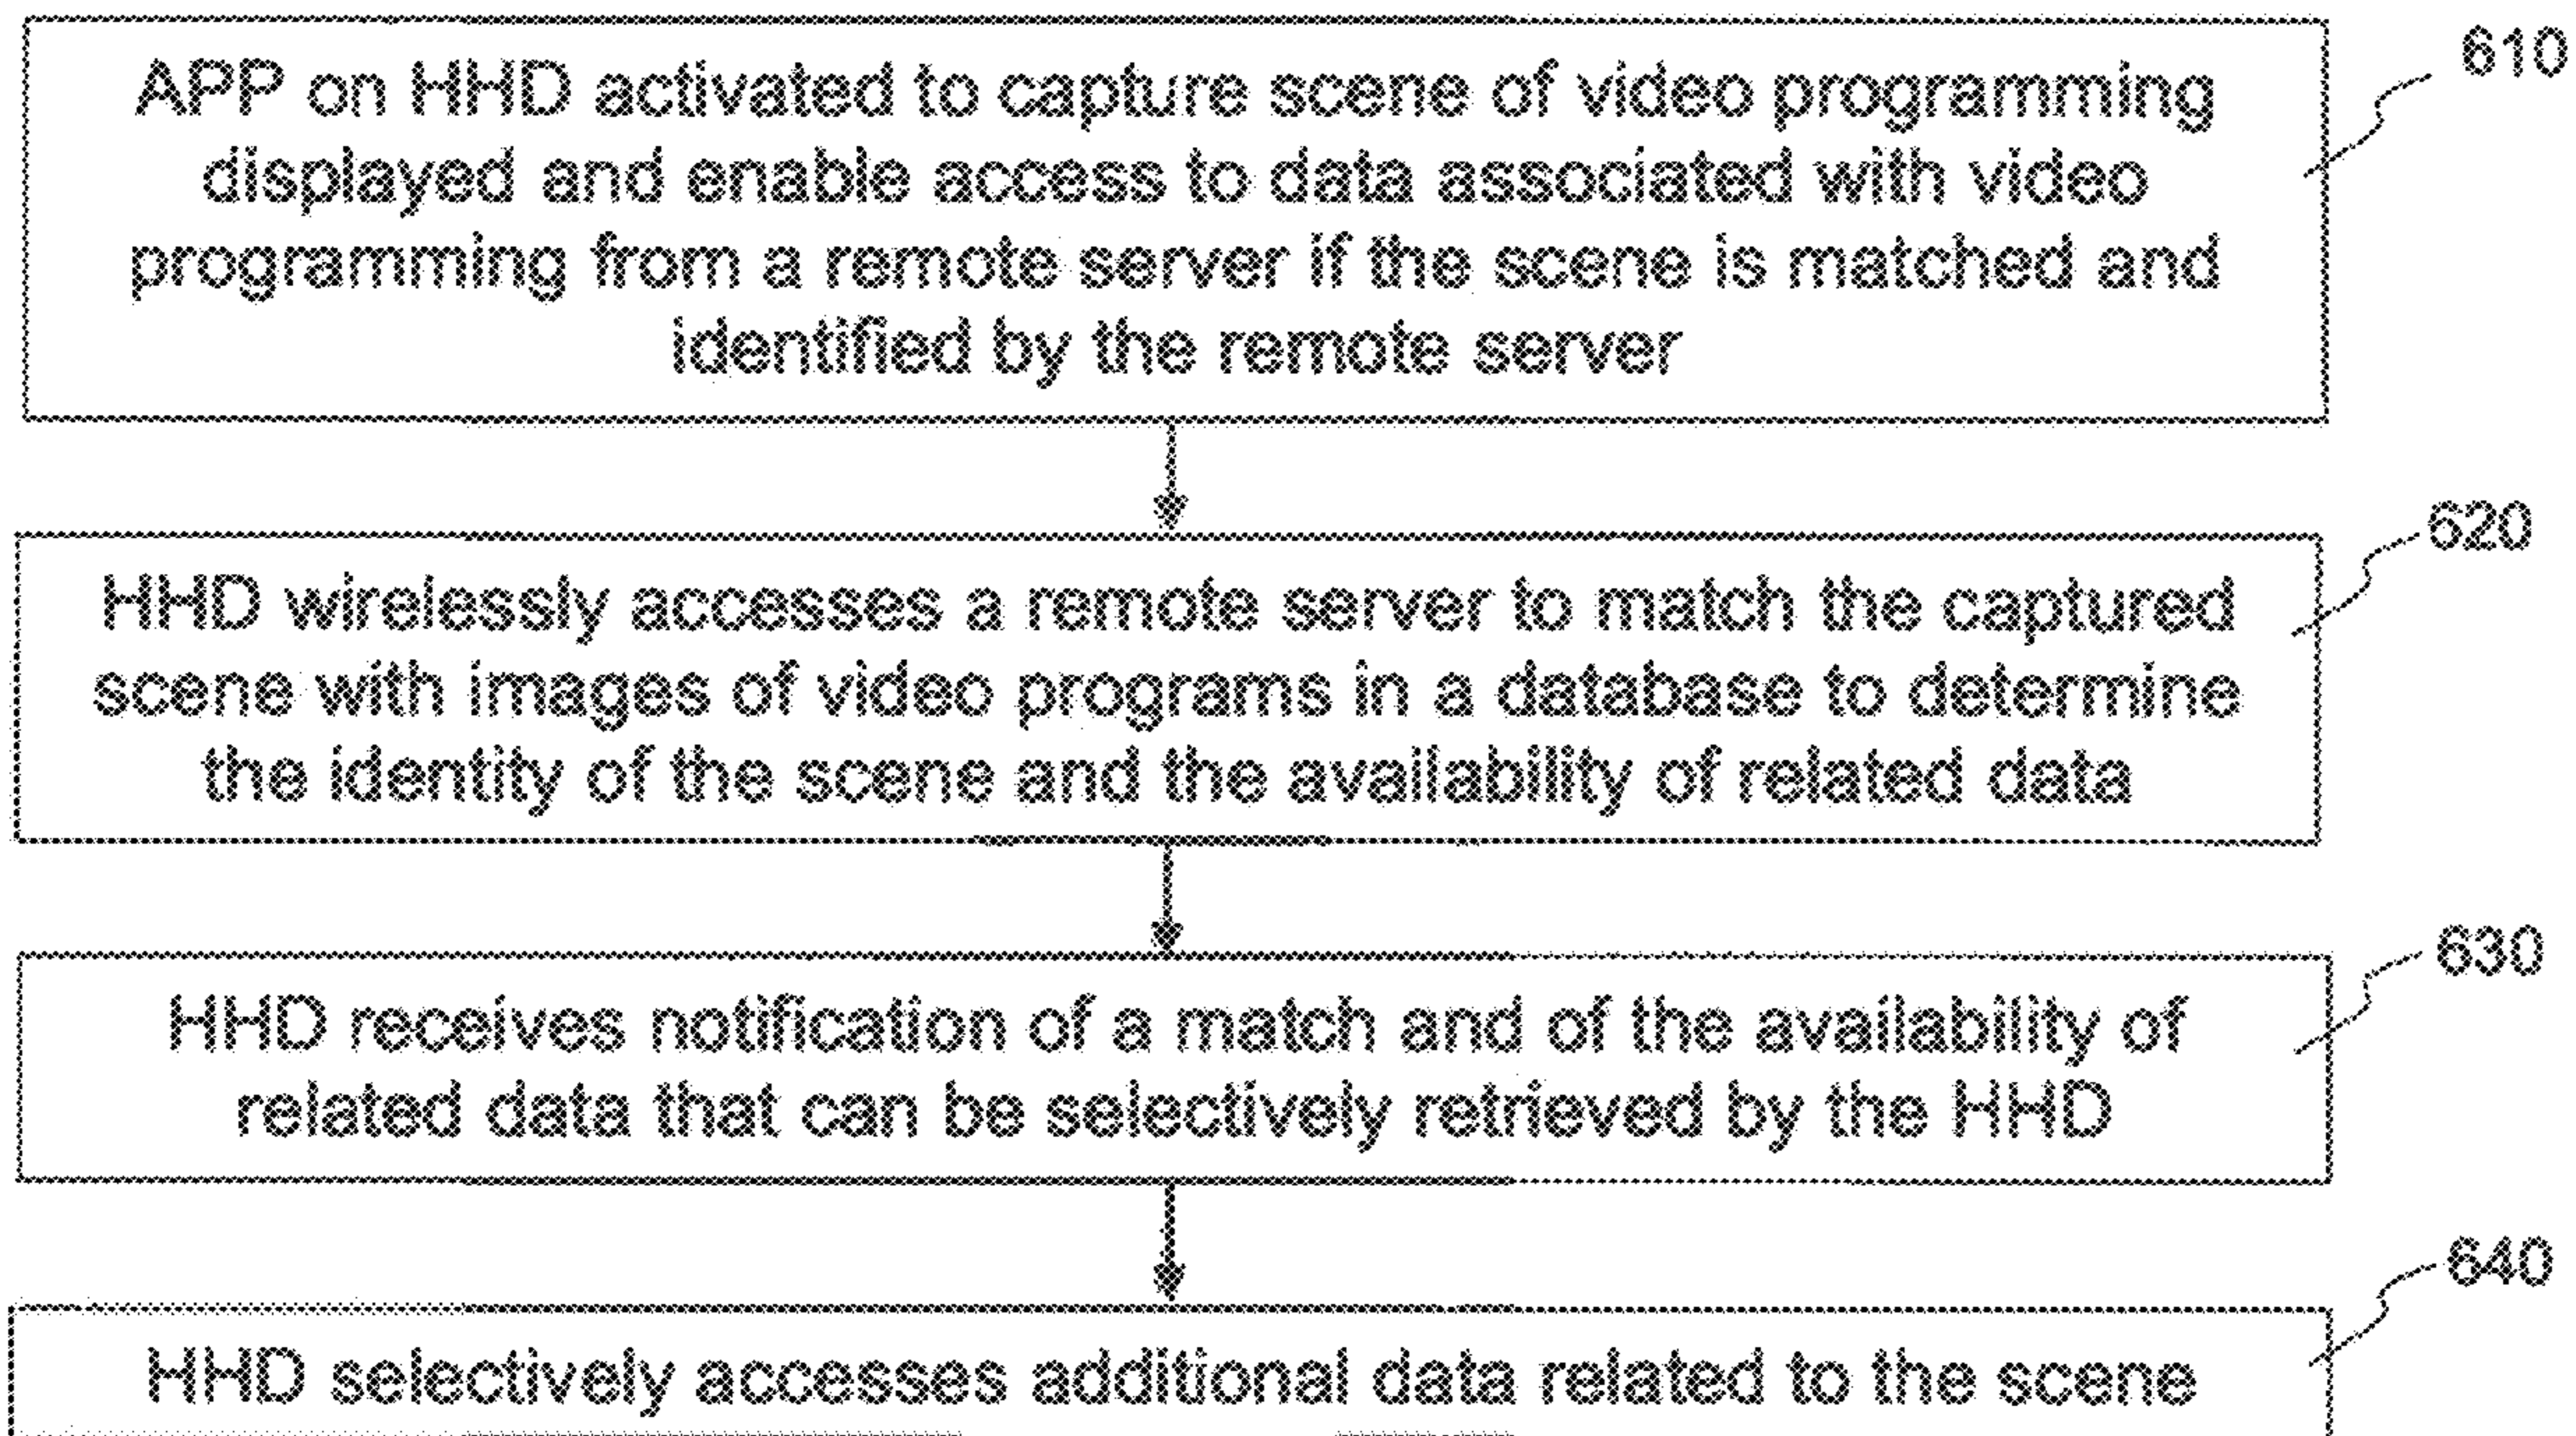 610
APP on HHD activated to capture scene of video programming
displayed and enable access to data associated with video
programming from a remote server if the scene is matched and
identified by the remote server
620
HHD wirelessly accesses a remote server to match the captured
scene with images of video programs in a database to determine
the identity of the scene and the availability of related data
630
HHD receives notification of a match and of the availability of
related data that can be selectively retrieved by the HHD
640
HHD selectively accesses additional data related to the scene